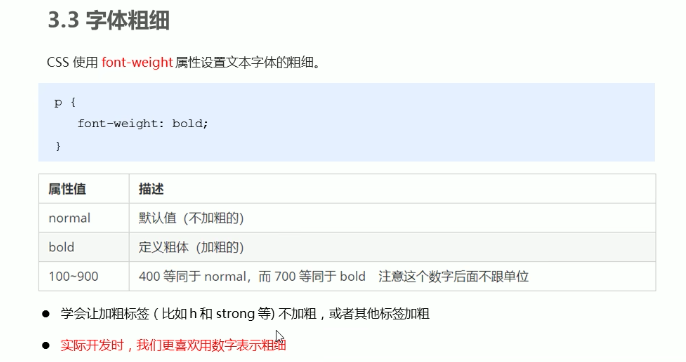 3.3 字体粗细
CSS 使用 font-weight 属性设置文本字体的粗细。
p {
font-weight: bold;
}
属性值 描述
normal 默认值（不加粗的）
bold 定义粗体（加粗的）
100~900 400 等同于 normal，而 700 等同于 bold 注意这个数字后面不跟单位
● 学会让加粗标签（比如 h 和 strong 等) 不加粗，或者其他标签加粗
● 实际开发时，我们更喜欢用数字表示粗细